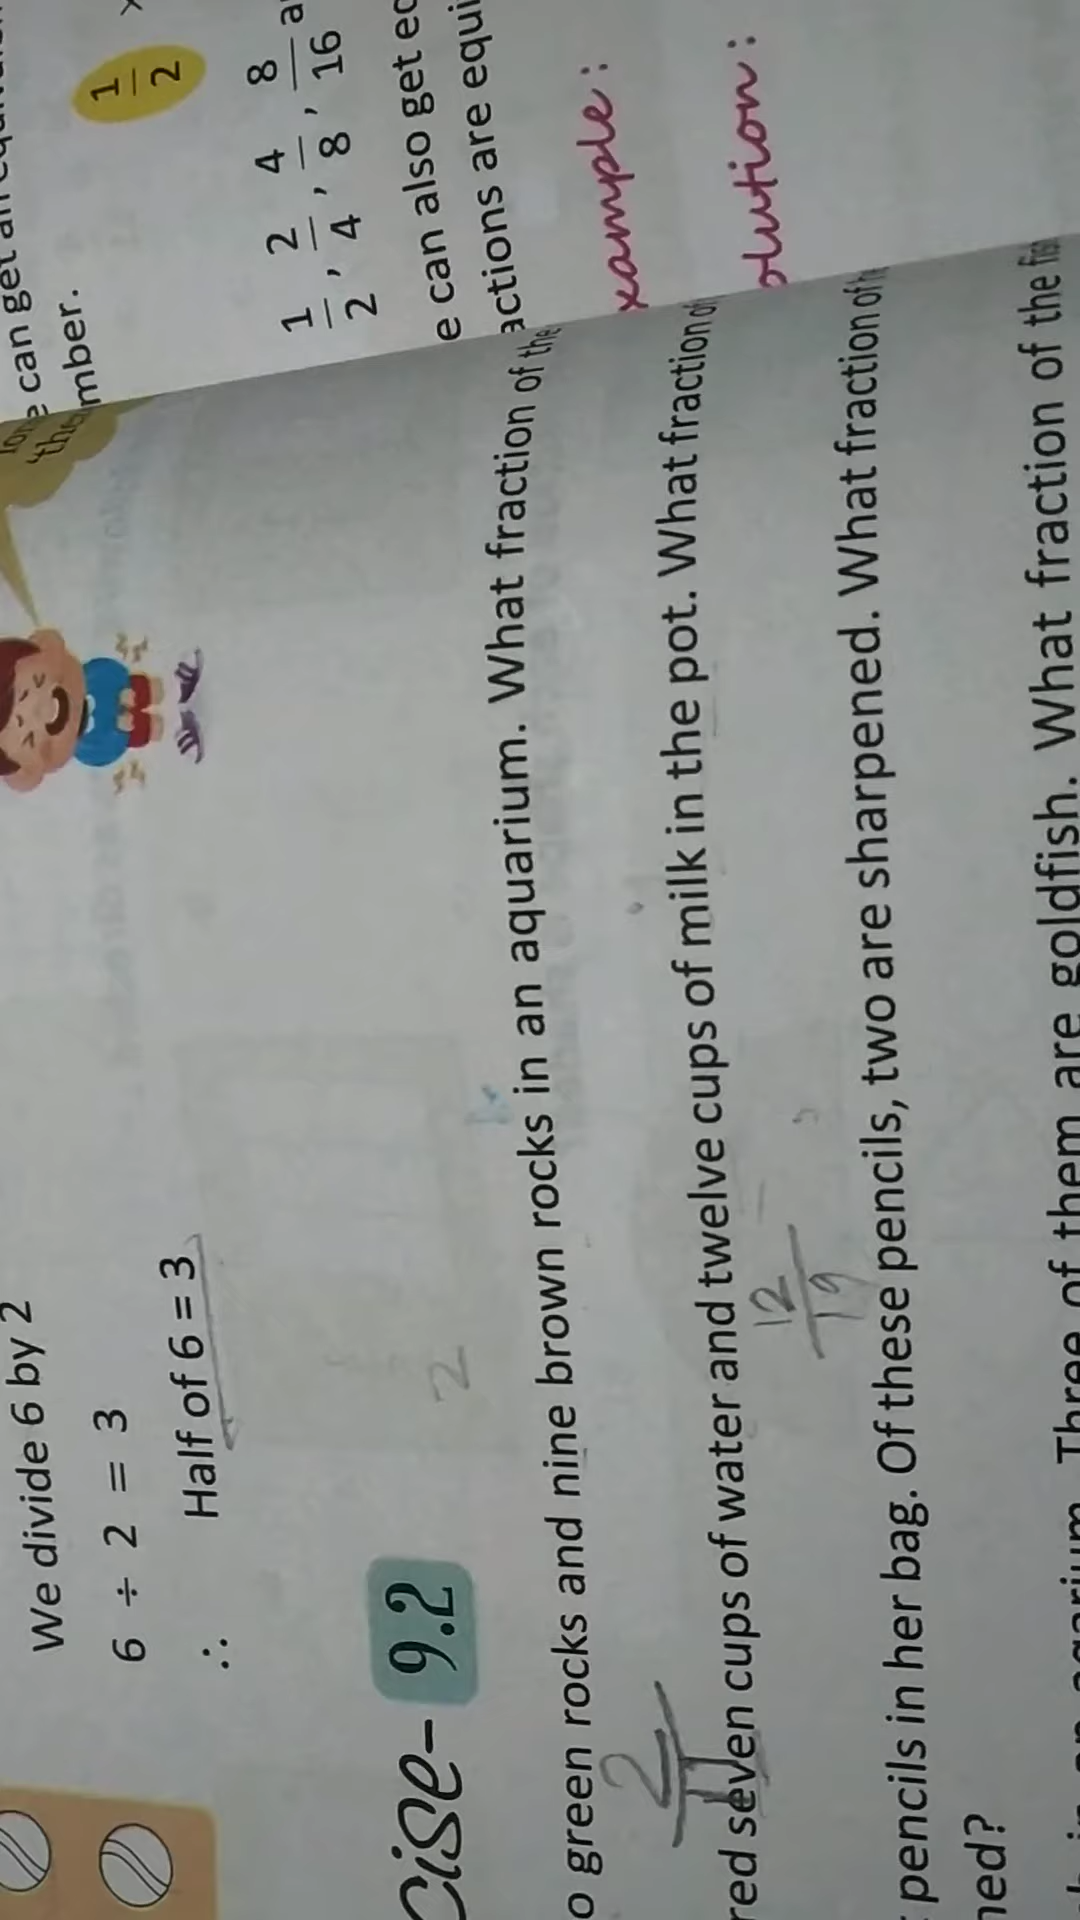 We divide 6 by 2
6 ÷ 2 = 3
∴ Half of 6 = 3
cise- 9.2
o green rocks and nine brown rocks in an aquarium. What fraction of the
2/11
red seven cups of water and twelve cups of milk in the pot. What fraction of
12/19
pencils in her bag. Of these pencils, two are sharpened. What fraction of
ned?
Three of them are goldfish. What fraction of the
e can get an
mber.
1/2 ×
1/2, 2/4, 4/8, 8/16 a
e can also get
actions are equi
xample:
olution: